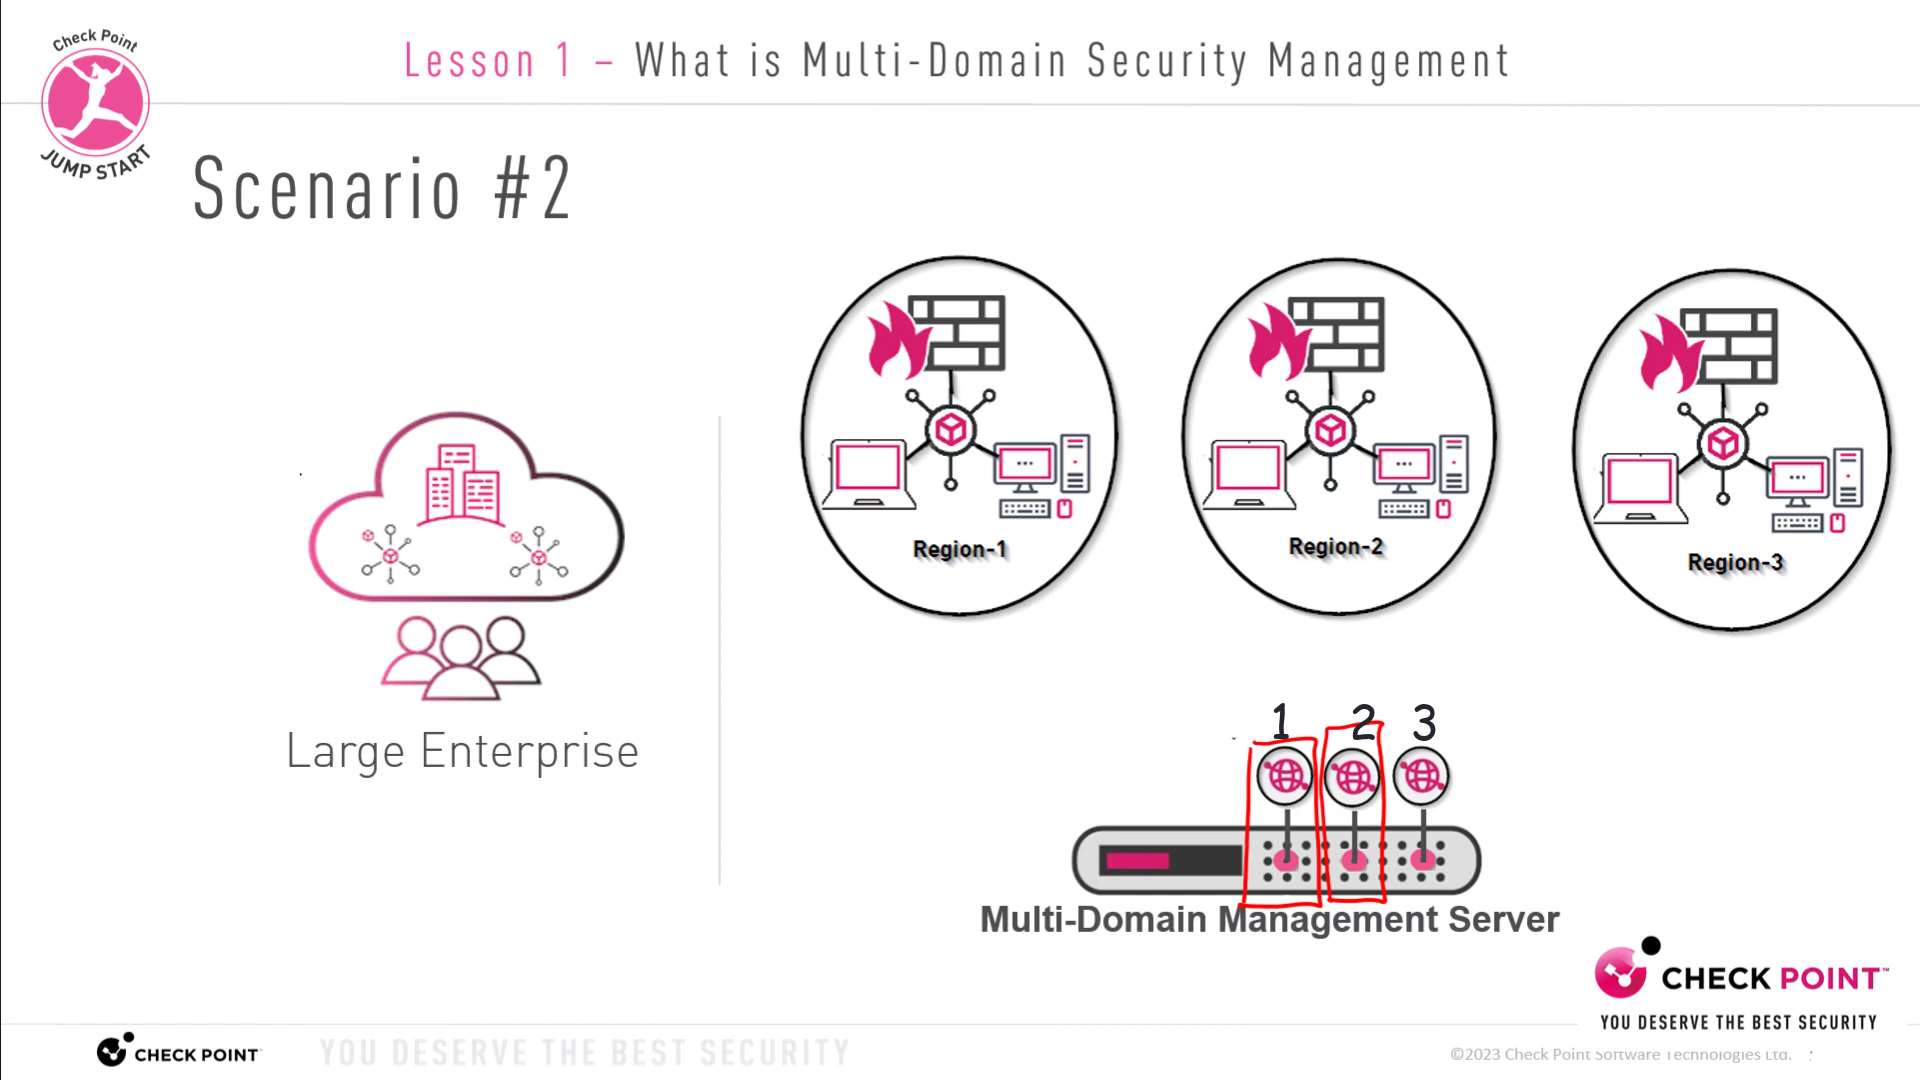 Check Point
JUMP START
Lesson 1 – What is Multi-Domain Security Management
Scenario #2
Region-1
Region-2
Region-3
Large Enterprise
1 2 3
Multi-Domain Management Server
CHECK POINT™
YOU DESERVE THE BEST SECURITY
CHECK POINT
YOU DESERVE THE BEST SECURITY
©2023 Check Point Software Technologies Ltd.